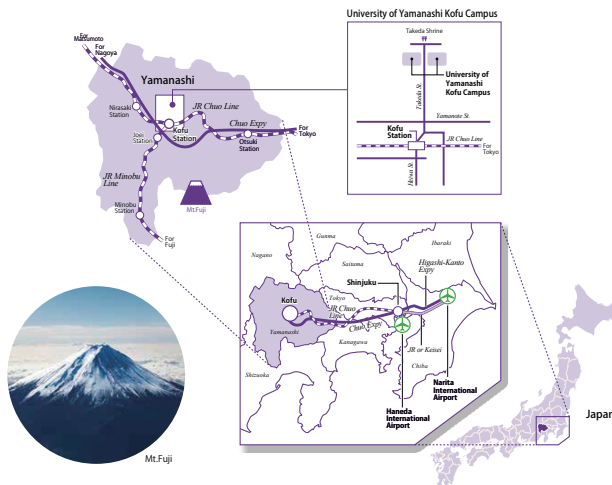 University of Yamanashi Kofu Campus
Takeda Shrine
University of
Yamanashi
Kofu Campus
Takeda St.
Yamanote St.
Kofu
Station
JR Chuo Line
For
Tokyo
Heiwa St.
For
Matsumoto
For
Nagoya
Yamanashi
Nirasaki
Station
JR Chuo Line
Chuo Expy
Kofu
Station
Joei
Station
Otsuki
Station
For
Tokyo
JR Minobu
Line
Minobu
Station
Mt.Fuji
For
Fuji
Gunma
Ibaraki
Nagano
Saitama
Higashi-Kanto
Expy
Shinjuku
Tokyo
Kofu
JR Chuo
Line
Chuo Expy
Yamanashi
Kanagawa
JR or Keisei
Chiba
Shizuoka
Narita
International
Airport
Haneda
International
Airport
Japan
Mt.Fuji